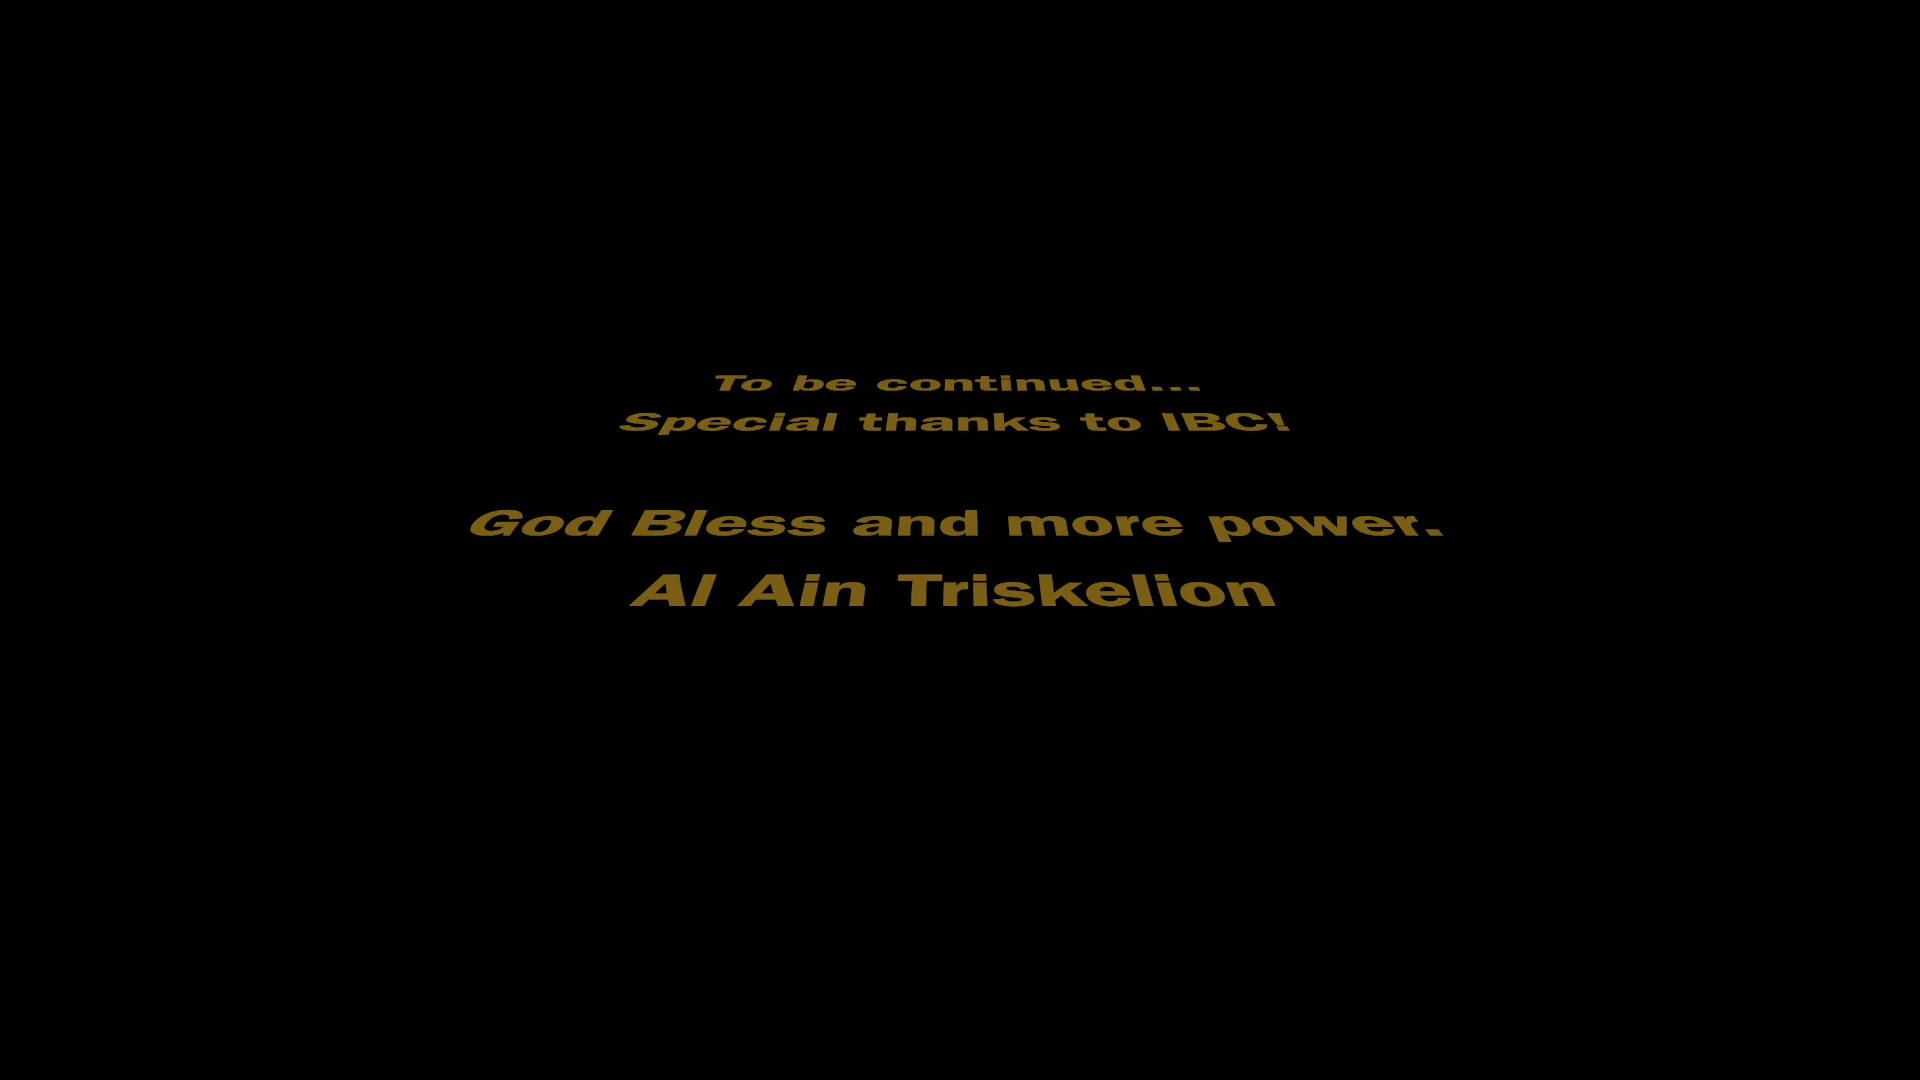 To be continued...
Special thanks to IBC!
God Bless and more power.
Al Ain Triskelion